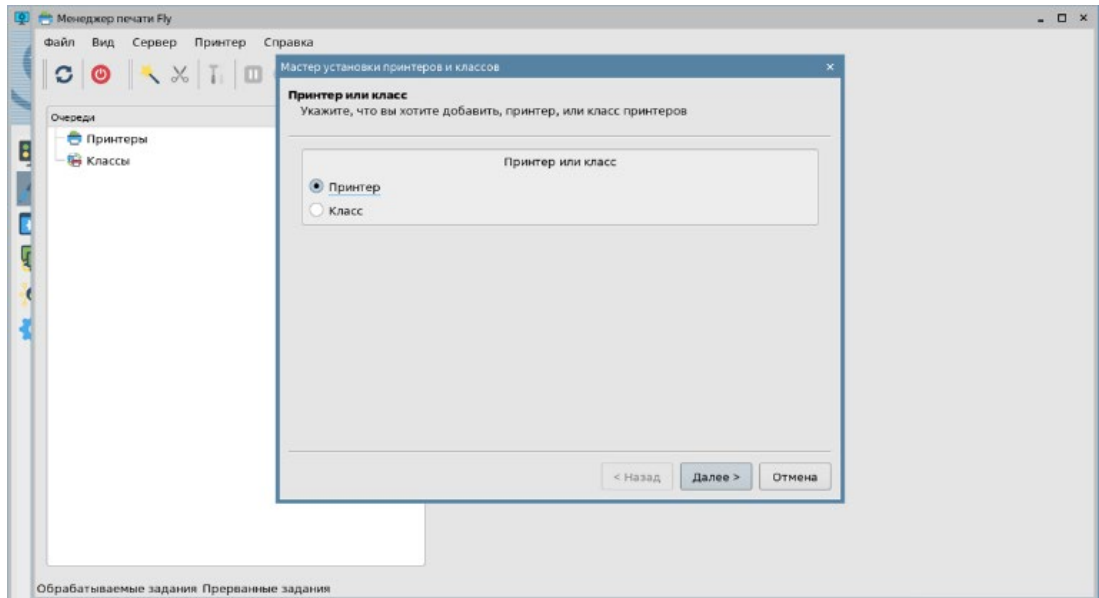 Менеджер печати Fly
Файл Вид Сервер Принтер Справка
Мастер установки принтеров и классов
Принтер или класс
Укажите, что вы хотите добавить, принтер, или класс принтеров
Очереди
Принтеры
Классы
Принтер или класс
Принтер
Класс
< Назад Далее > Отмена
Обрабатываемые задания Прерванные задания